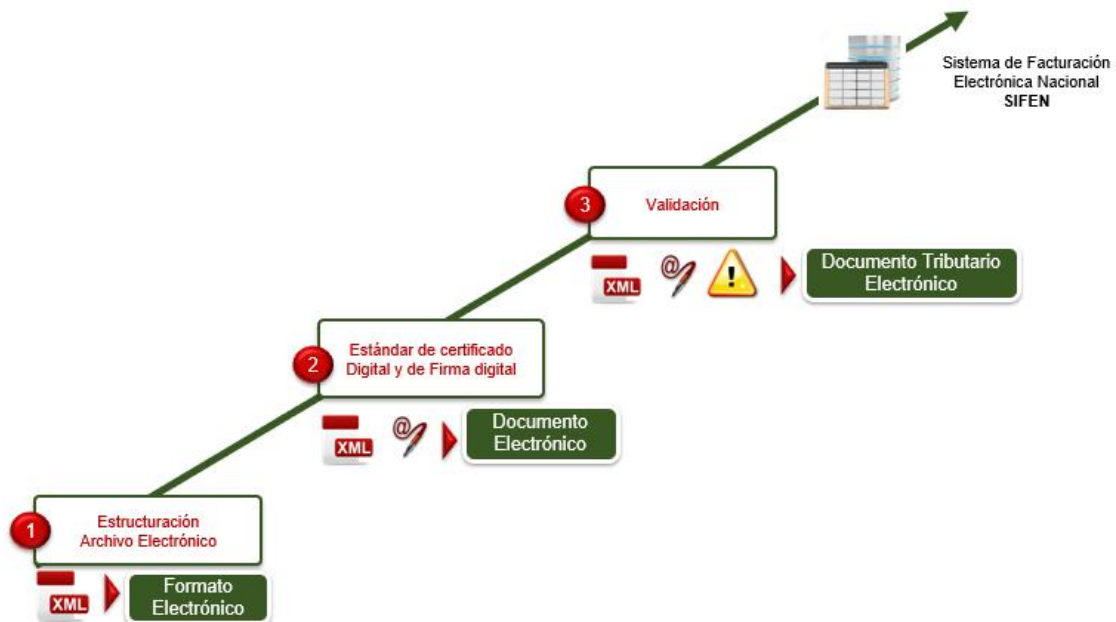 Sistema de Facturación
Electrónica Nacional
SIFEN
3
Validación
XML
@
!
Documento Tributario
Electrónico
2
Estándar de certificado
Digital y de Firma digital
XML
@
Documento
Electrónico
1
Estructuración
Archivo Electrónico
XML
Formato
Electrónico